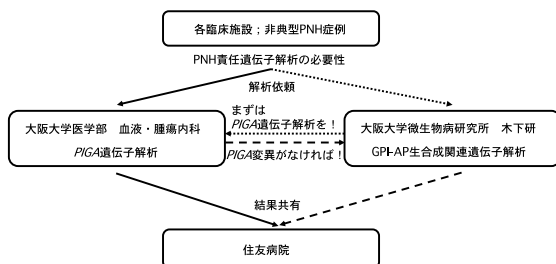 各臨床施設；非典型PNH症例
PNH責任遺伝子解析の必要性
解析依頼
大阪大学医学部　血液・腫瘍内科
PIGA遺伝子解析
まずは
PIGA遺伝子解析を！
PIGA変異がなければ！
大阪大学微生物病研究所　木下研
GPI-AP生合成関連遺伝子解析
結果共有
住友病院